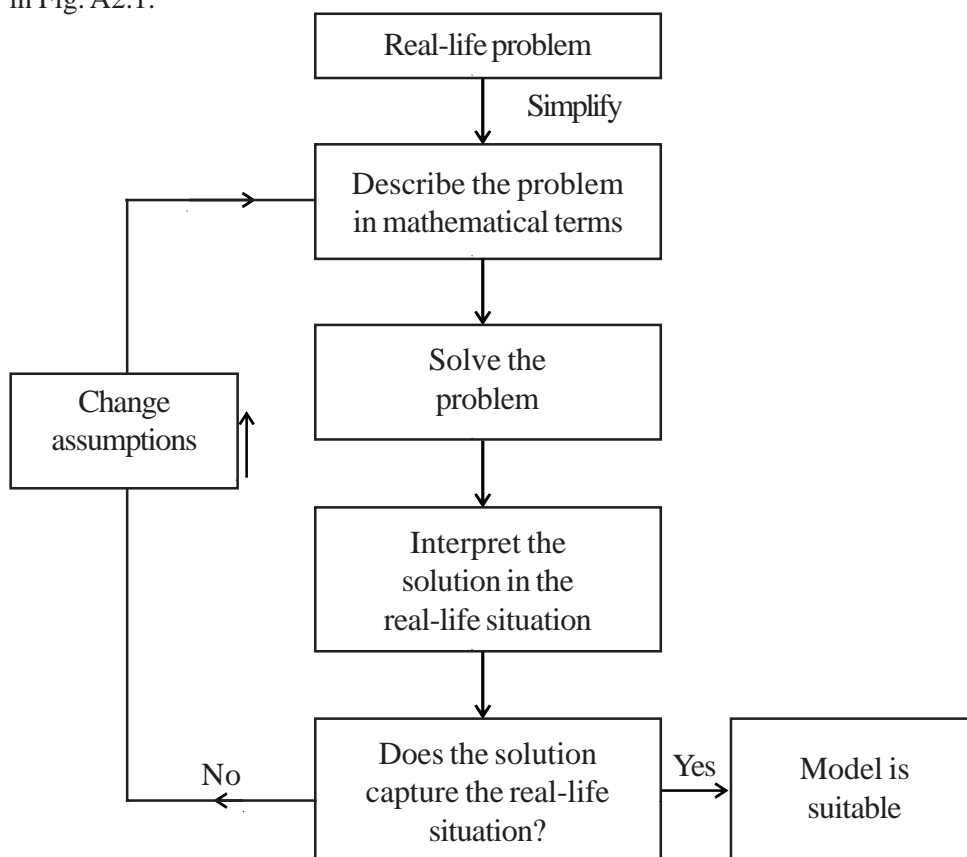 in Fig. A2.1.
Real-life problem
Simplify
Describe the problem
in mathematical terms
Solve the
problem
Change
assumptions
Interpret the
solution in the
real-life situation
Does the solution
capture the real-life
situation?
No
Yes
Model is
suitable